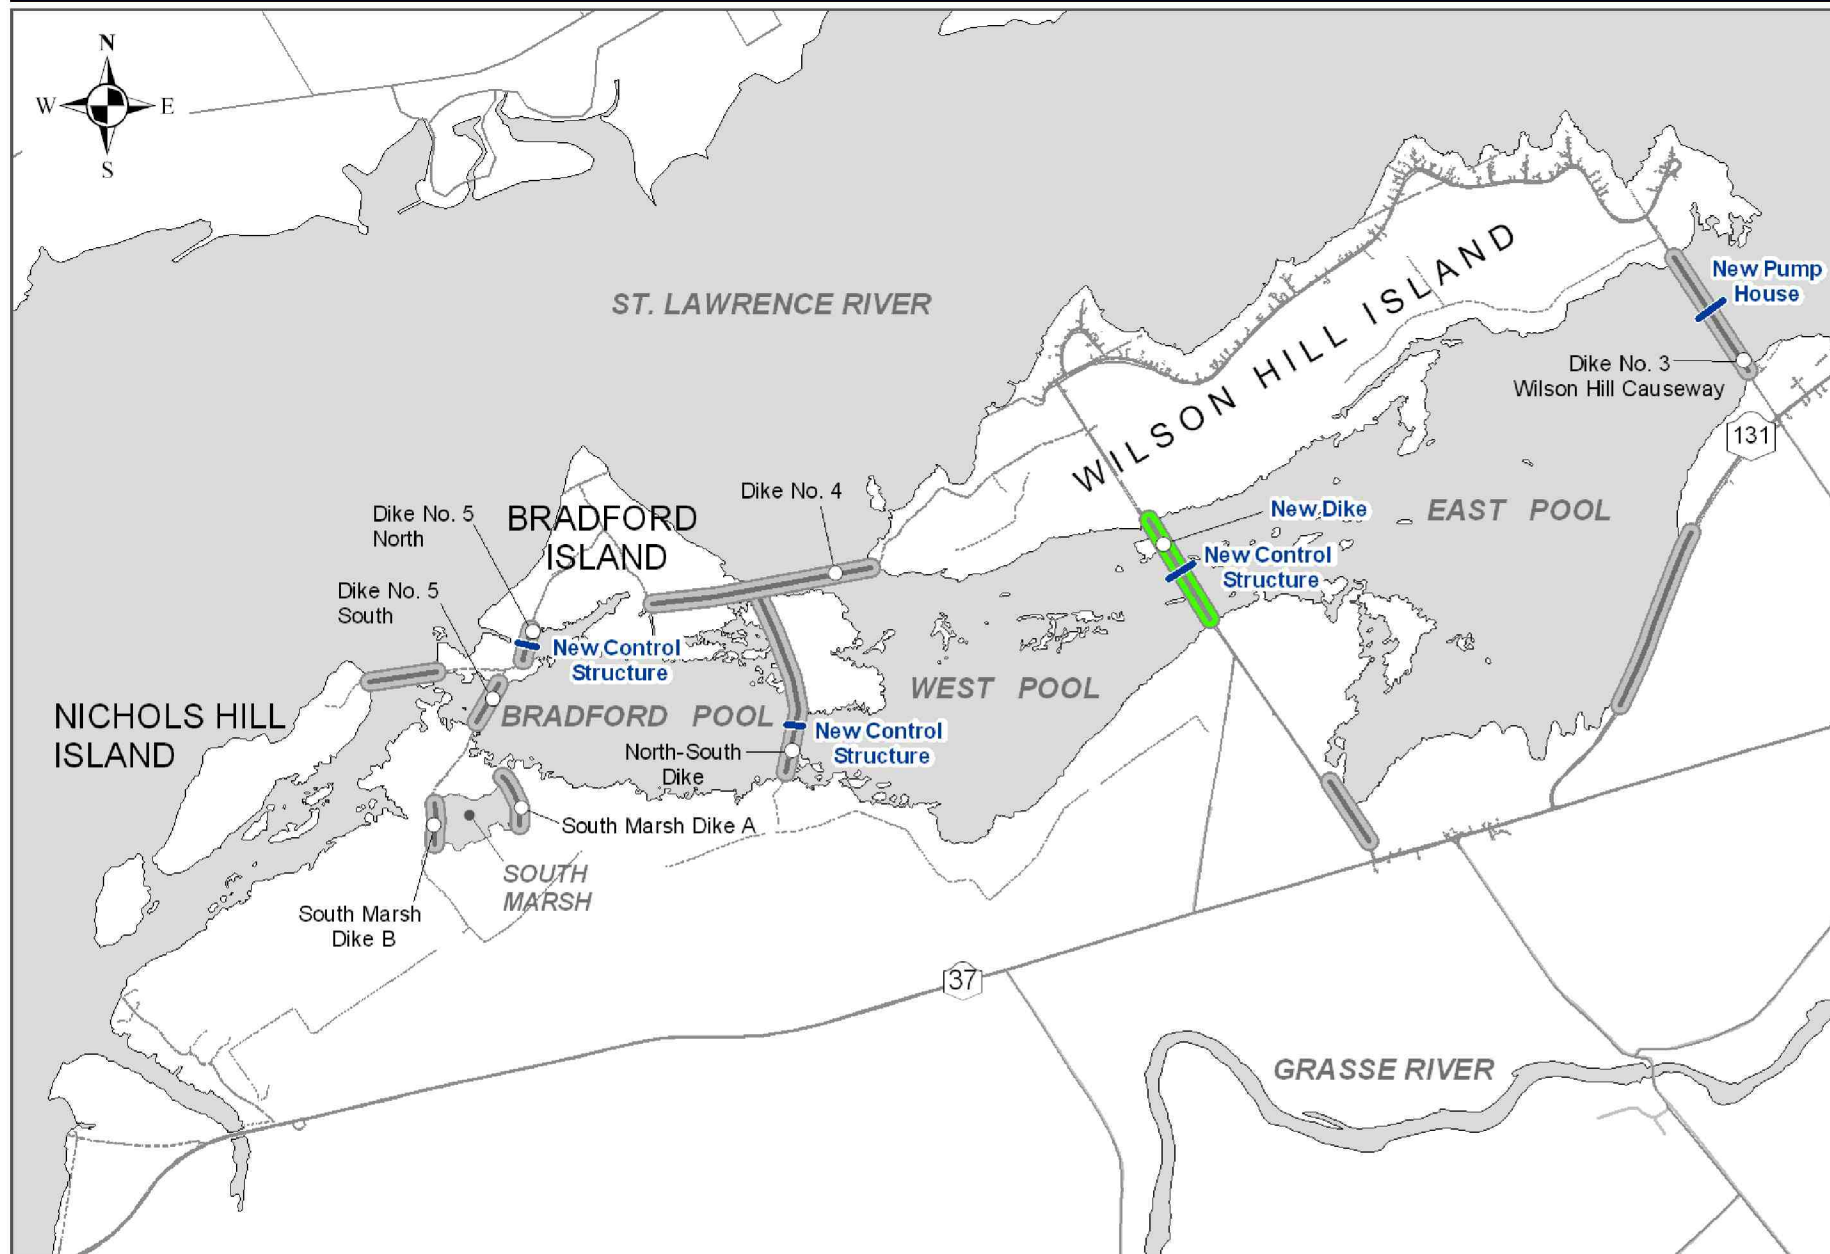 N
W E
S
ST. LAWRENCE RIVER
WILSON HILL ISLAND
New Pump
House
Dike No. 3
Wilson Hill Causeway
131
Dike No. 4
Dike No. 5
North
BRADFORD
ISLAND
New Dike
EAST POOL
New Control
Structure
Dike No. 5
South
New Control
Structure
WEST POOL
NICHOLS HILL
ISLAND
BRADFORD POOL
New Control
Structure
North-South
Dike
South Marsh Dike A
SOUTH
MARSH
South Marsh
Dike B
37
GRASSE RIVER